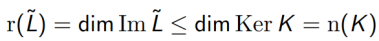 r(L̃) = dim Im L̃ ≤ dim Ker K = n(K)